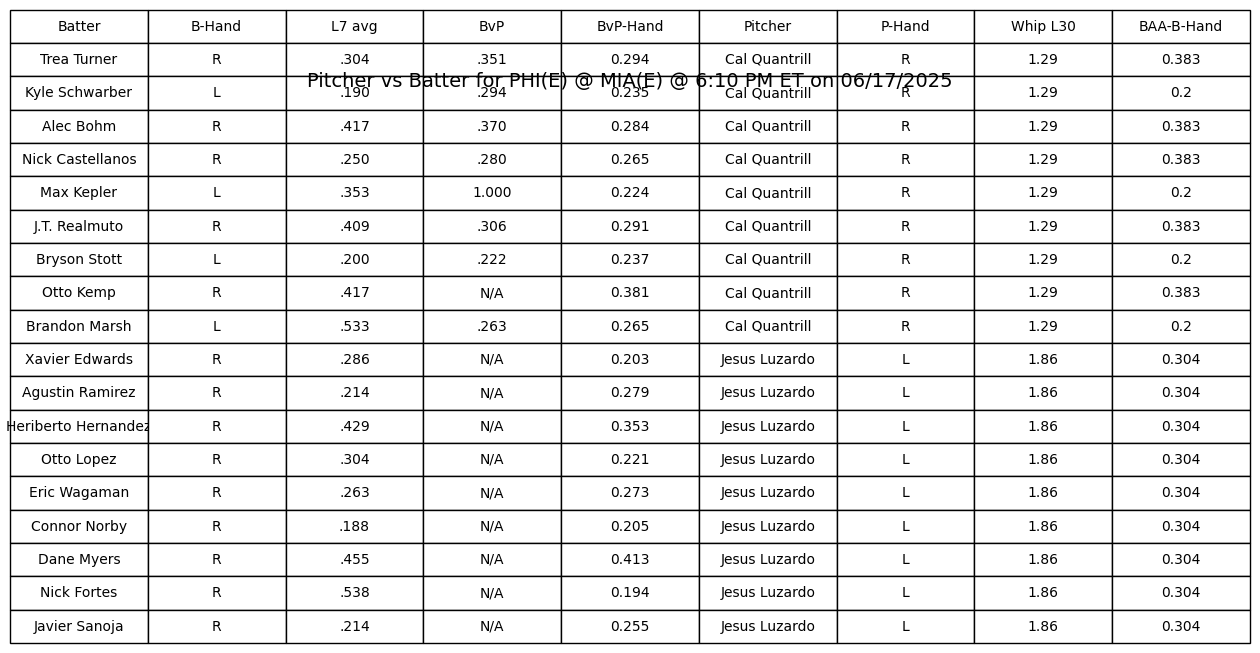 Batter B-Hand L7 avg BvP BvP-Hand Pitcher P-Hand Whip L30 BAA-B-Hand
Trea Turner R .304 .351 0.294 Cal Quantrill R 1.29 0.383
Pitcher vs Batter for PHI(E) @ MIA(E) @ 6:10 PM ET on 06/17/2025
Kyle Schwarber L .190 .294 0.235 Cal Quantrill R 1.29 0.2
Alec Bohm R .417 .370 0.284 Cal Quantrill R 1.29 0.383
Nick Castellanos R .250 .280 0.265 Cal Quantrill R 1.29 0.383
Max Kepler L .353 1.000 0.224 Cal Quantrill R 1.29 0.2
J.T. Realmuto R .409 .306 0.291 Cal Quantrill R 1.29 0.383
Bryson Stott L .200 .222 0.237 Cal Quantrill R 1.29 0.2
Otto Kemp R .417 N/A 0.381 Cal Quantrill R 1.29 0.383
Brandon Marsh L .533 .263 0.265 Cal Quantrill R 1.29 0.2
Xavier Edwards R .286 N/A 0.203 Jesus Luzardo L 1.86 0.304
Agustin Ramirez R .214 N/A 0.279 Jesus Luzardo L 1.86 0.304
Heriberto Hernandez R .429 N/A 0.353 Jesus Luzardo L 1.86 0.304
Otto Lopez R .304 N/A 0.221 Jesus Luzardo L 1.86 0.304
Eric Wagaman R .263 N/A 0.273 Jesus Luzardo L 1.86 0.304
Connor Norby R .188 N/A 0.205 Jesus Luzardo L 1.86 0.304
Dane Myers R .455 N/A 0.413 Jesus Luzardo L 1.86 0.304
Nick Fortes R .538 N/A 0.194 Jesus Luzardo L 1.86 0.304
Javier Sanoja R .214 N/A 0.255 Jesus Luzardo L 1.86 0.304